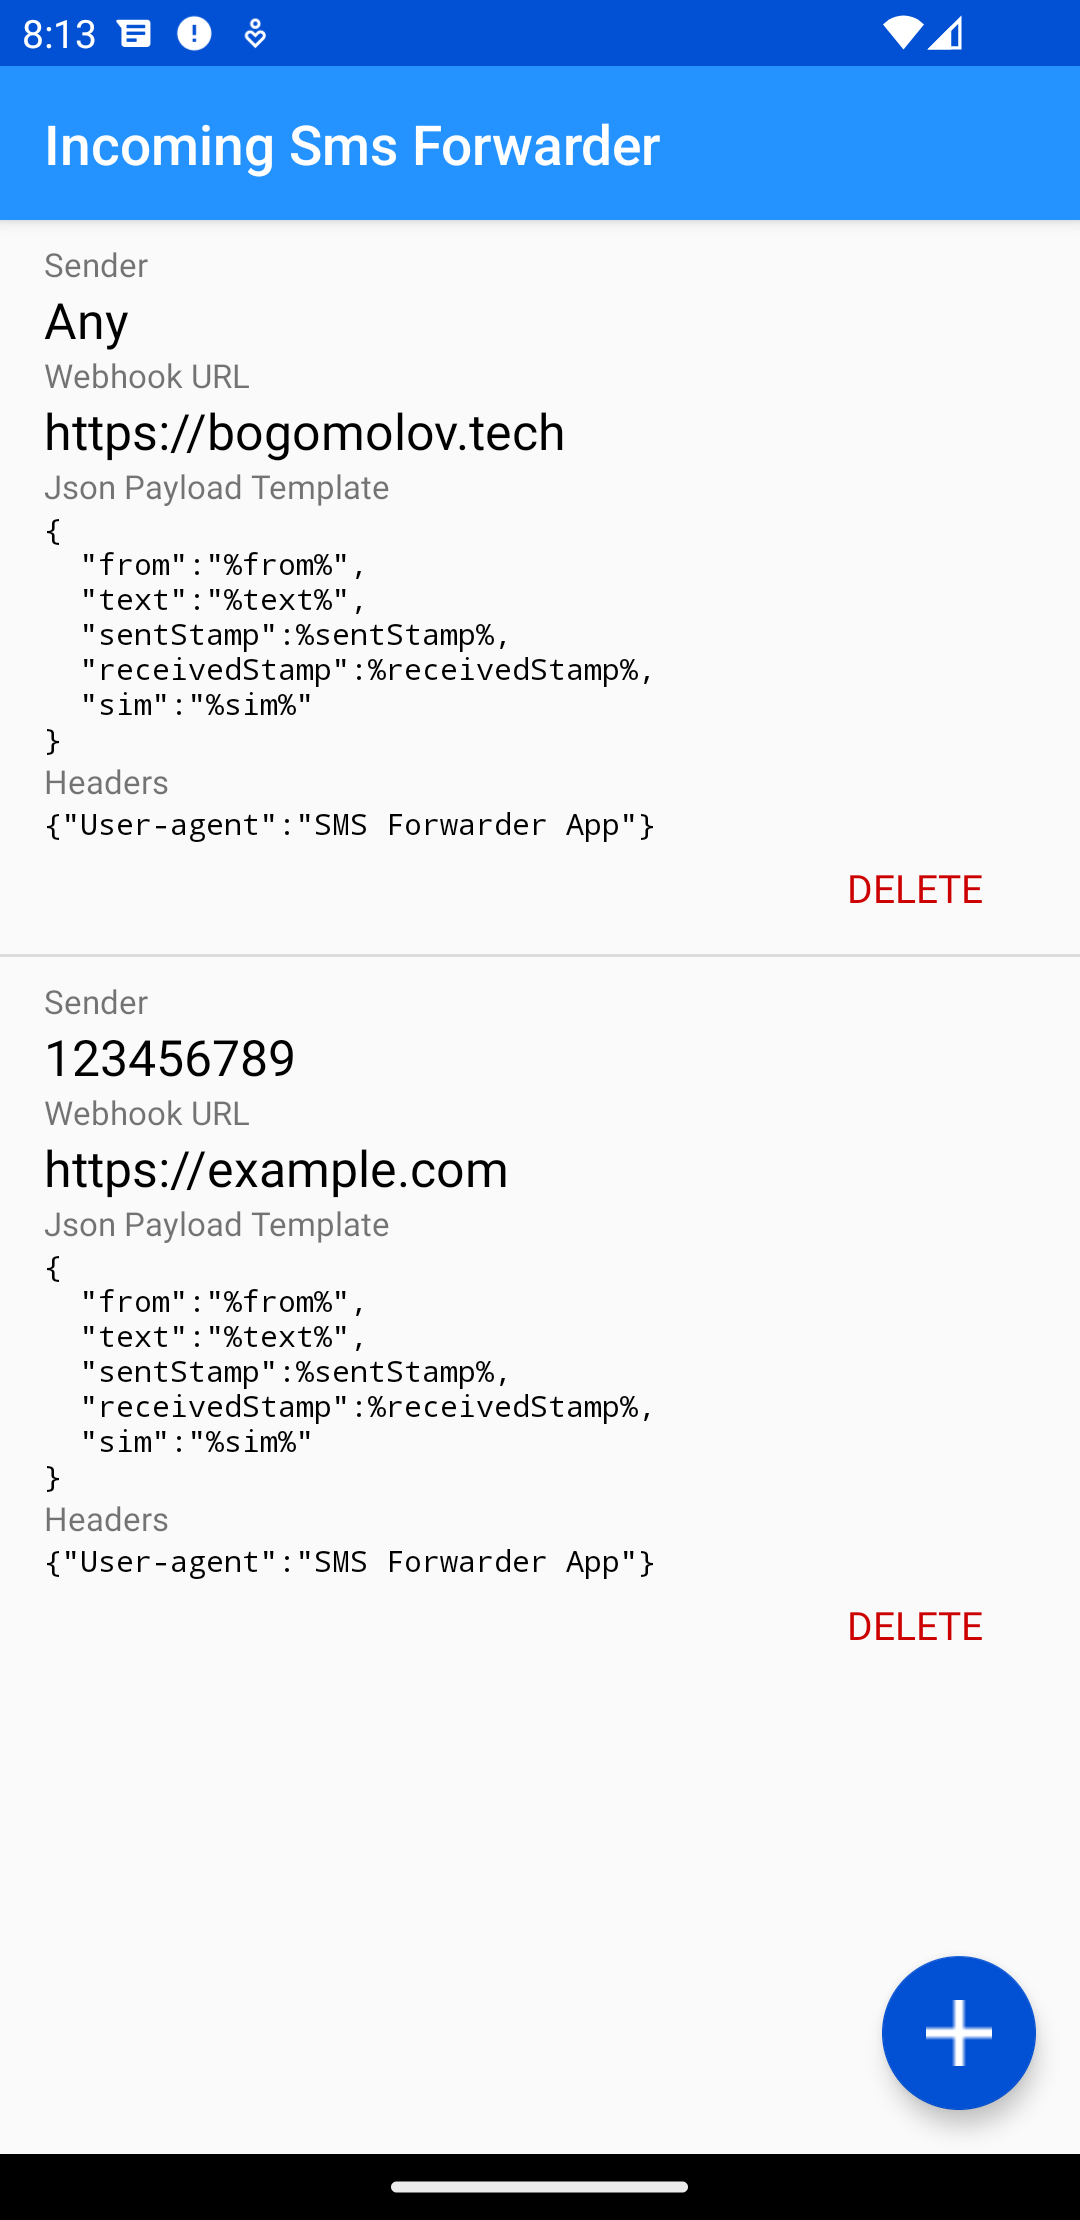 8:13
Incoming Sms Forwarder
Sender
Any
Webhook URL
https://bogomolov.tech
Json Payload Template
{
  "from":"%from%",
  "text":"%text%",
  "sentStamp":%sentStamp%,
  "receivedStamp":%receivedStamp%,
  "sim":"%sim%"
}
Headers
{"User-agent":"SMS Forwarder App"}
DELETE
Sender
123456789
Webhook URL
https://example.com
Json Payload Template
{
  "from":"%from%",
  "text":"%text%",
  "sentStamp":%sentStamp%,
  "receivedStamp":%receivedStamp%,
  "sim":"%sim%"
}
Headers
{"User-agent":"SMS Forwarder App"}
DELETE